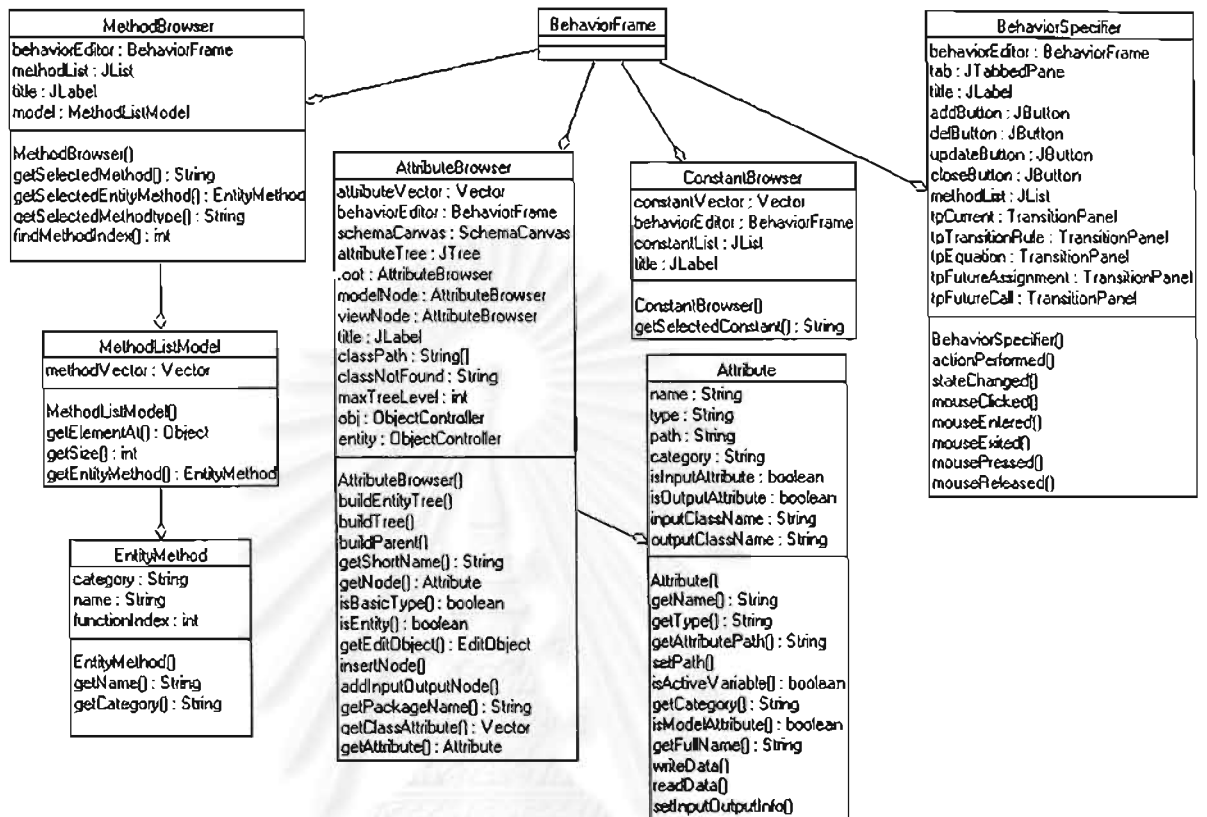 MethodBrowser
behaviorEditor : BehaviorFrame
methodList : JList
title : JLabel
model : MethodListModel
MethodBrowser()
getSelectedMethod() : String
getSelectedEntityMethod() : EntityMethod
getSelectedMethodtype() : String
findMethodIndex() : int
MethodListModel
methodVector : Vector
MethodListModel()
getElementAt() : Object
getSize() : int
getEntityMethod() : EntityMethod
EntityMethod
category : String
name : String
functionIndex : int
EntityMethod()
getName() : String
getCategory() : String
BehaviorFrame
AttributeBrowser
attributeVector : Vector
behaviorEditor : BehaviorFrame
schemaCanvas : SchemaCanvas
attributeTree : JTree
.oot : AttributeBrowser
modelNode : AttributeBrowser
viewNode : AttributeBrowser
title : JLabel
classPath : String[]
classNotFound : String
maxTreeLevel : int
obj : ObjectController
entity : ObjectController
AttributeBrowser()
buildEntityTree()
buildTree()
buildParent()
getShortName() : String
getNode() : Attribute
isBasicType() : boolean
isEntity() : boolean
getEditObject() : EditObject
insertNode()
addInputOutputNode()
getPackageName() : String
getClassAttribute() : Vector
getAttribute() : Attribute
ConstantBrowser
constantVector : Vector
behaviorEditor : BehaviorFrame
constantList : JList
title : JLabel
ConstantBrowser()
getSelectedConstant() : String
Attribute
name : String
type : String
path : String
category : String
isInputAttribute : boolean
isOutputAttribute : boolean
inputClassName : String
outputClassName : String
Attribute()
getName() : String
getType() : String
getAttributePath() : String
setPath()
isActiveVariable() : boolean
getCategory() : String
isModelAttribute() : boolean
getFullName() : String
writeData()
readData()
setInputOutputInfo()
BehaviorSpecifier
behaviorEditor : BehaviorFrame
tab : JTabbedPane
title : JLabel
addButton : JButton
delButton : JButton
updateButton : JButton
closeButton : JButton
methodList : JList
tpCurrent : TransitionPanel
tpTransitionRule : TransitionPanel
tpEquation : TransitionPanel
tpFutureAssignment : TransitionPanel
tpFutureCall : TransitionPanel
BehaviorSpecifier()
actionPerformed()
stateChanged()
mouseClicked()
mouseEntered()
mouseExited()
mousePressed()
mouseReleased()